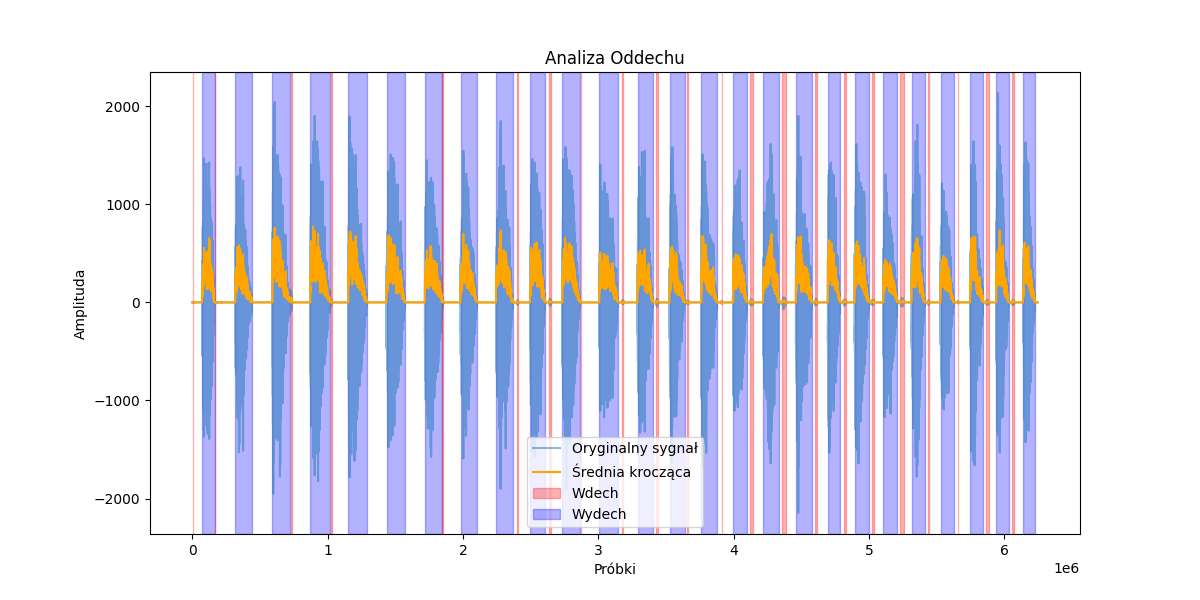 Analiza Oddechu
Amplituda
2000
1000
0
−1000
−2000
Oryginalny sygnał
Średnia krocząca
Wdech
Wydech
0 1 2 3 4 5 6
1e6
Próbki